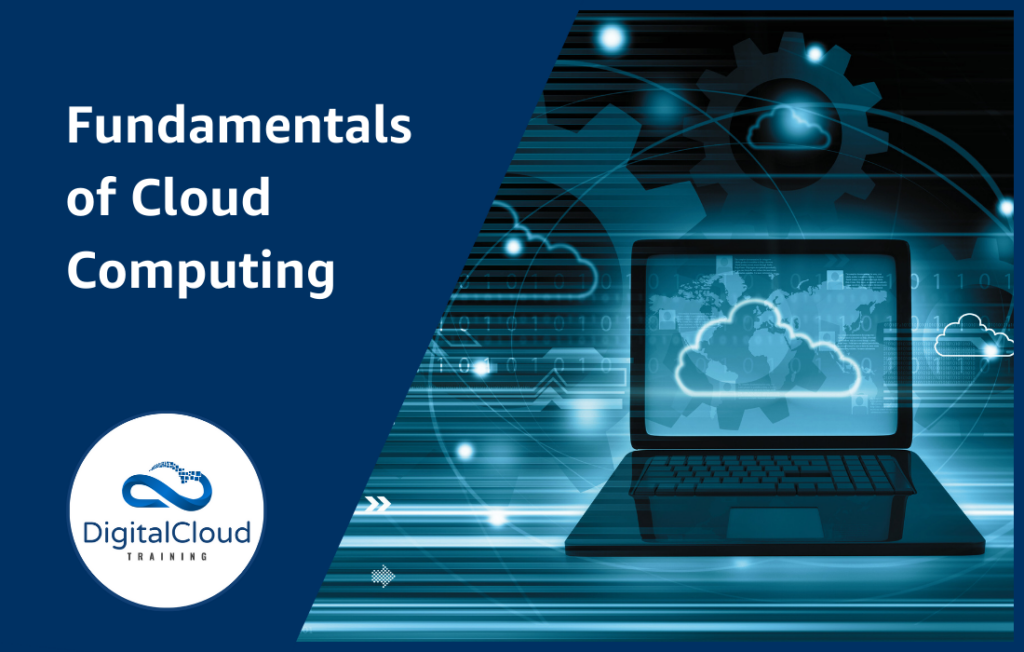 Fundamentals
of Cloud
Computing
DigitalCloud
TRAINING